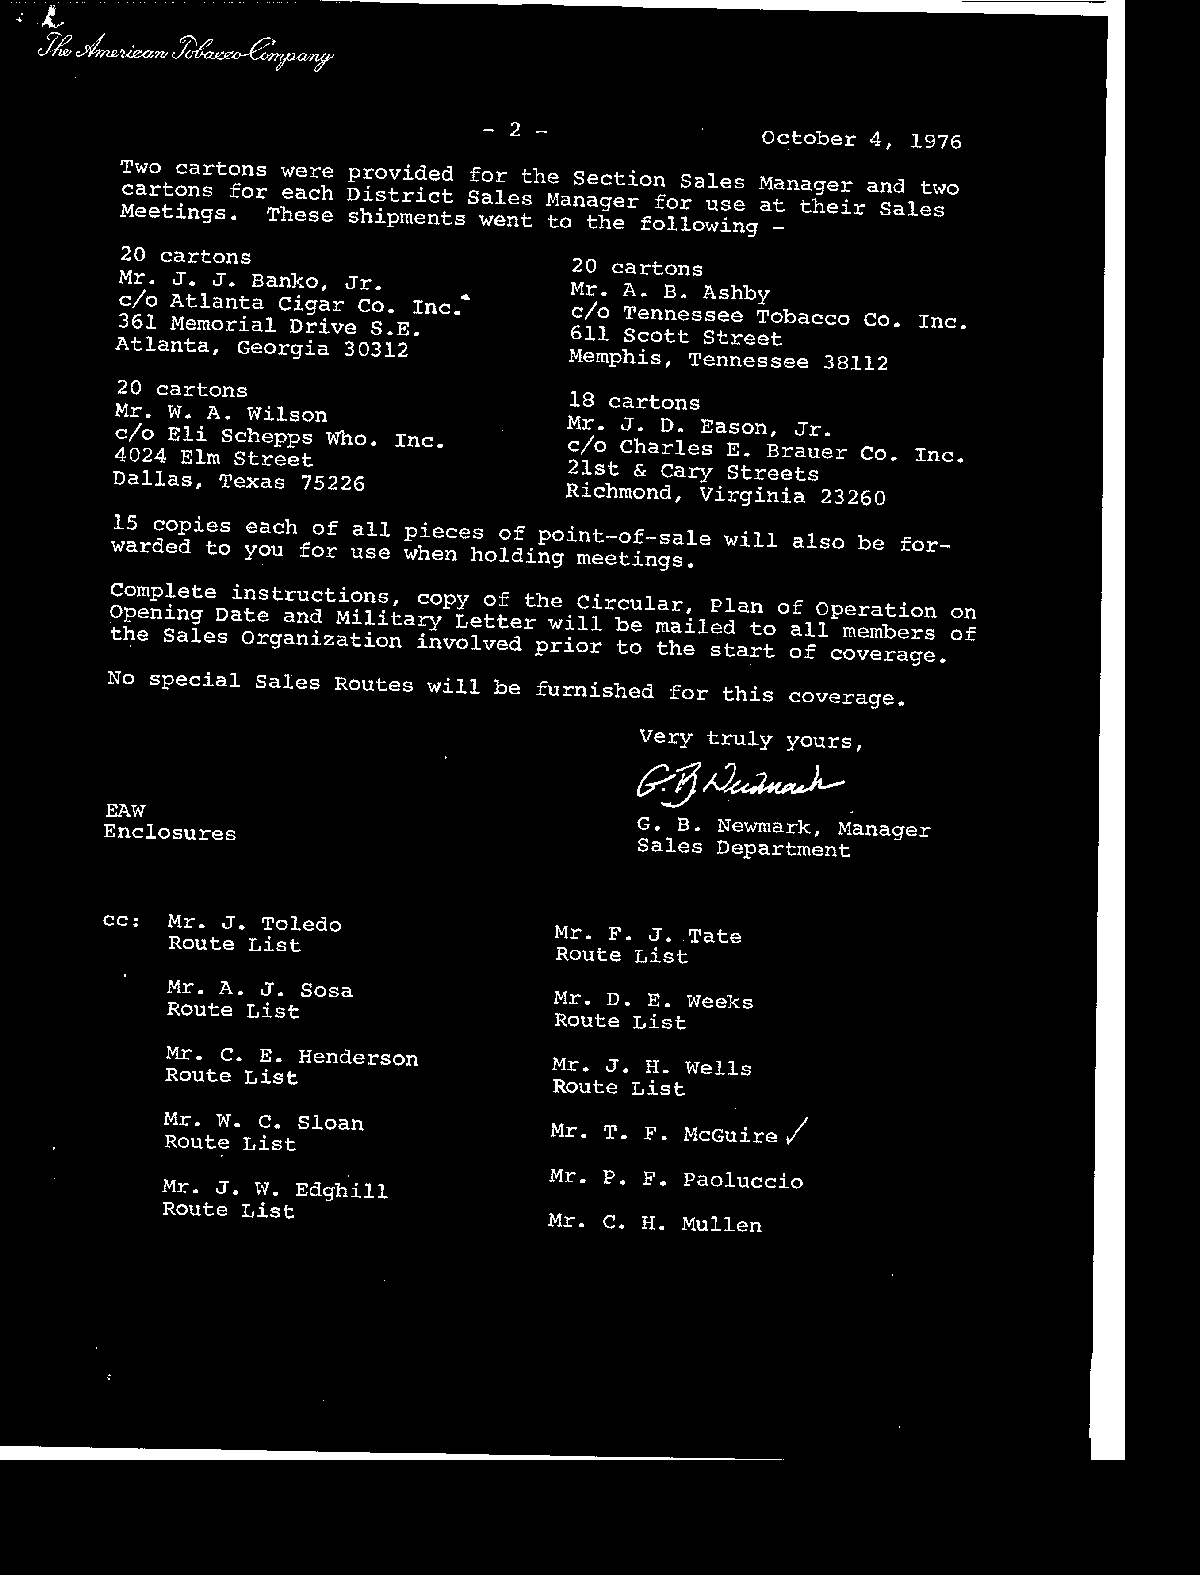 The American Tobacco Company
- 2 -
October 4, 1976
Two cartons were provided for the Section Sales Manager and two
cartons for each District Sales Manager for use at their Sales
Meetings. These shipments went to the following -
20 cartons
Mr. J. J. Banko, Jr.
c/o Atlanta Cigar Co. Inc.
361 Memorial Drive S.E.
Atlanta, Georgia 30312
20 cartons
Mr. A. B. Ashby
c/o Tennessee Tobacco Co. Inc.
611 Scott Street
Memphis, Tennessee 38112
20 cartons
Mr. W. A. Wilson
c/o Eli Schepps Who. Inc.
4024 Elm Street
Dallas, Texas 75226
18 cartons
Mr. J. D. Eason, Jr.
c/o Charles E. Brauer Co. Inc.
21st & Cary Streets
Richmond, Virginia 23260
15 copies each of all pieces of point-of-sale will also be for-
warded to you for use when holding meetings.
Complete instructions, copy of the Circular, Plan of Operation on
Opening Date and Military Letter will be mailed to all members of
the Sales Organization involved prior to the start of coverage.
No special Sales Routes will be furnished for this coverage.
Very truly yours,
G. B. Newmark
EAW
Enclosures
G. B. Newmark, Manager
Sales Department
cc: Mr. J. Toledo
Route List
Mr. A. J. Sosa
Route List
Mr. C. E. Henderson
Route List
Mr. W. C. Sloan
Route List
Mr. J. W. Edghill
Route List
Mr. F. J. Tate
Route List
Mr. D. E. Weeks
Route List
Mr. J. H. Wells
Route List
Mr. T. F. McGuire ✓
Mr. P. F. Paoluccio
Mr. C. H. Mullen